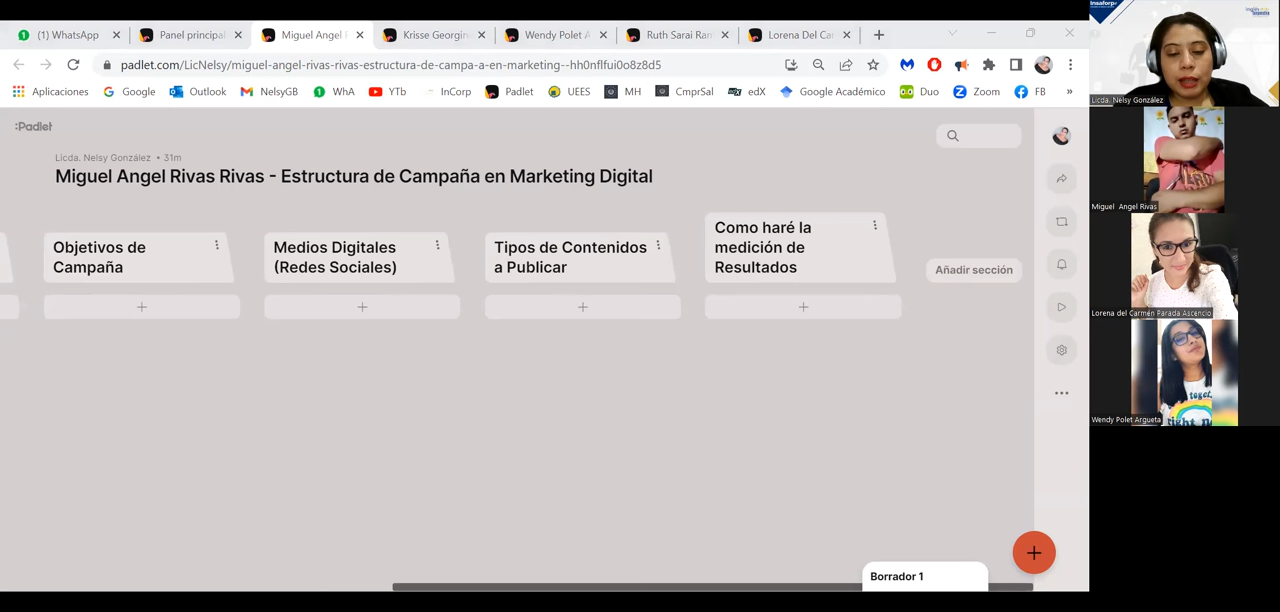 (1) WhatsApp
Panel principal
Miguel Angel F
Krisse Georgin
Wendy Polet A
Ruth Sarai Ran
Lorena Del Car
padlet.com/LicNelsy/miguel-angel-rivas-rivas-estructura-de-campa-a-en-marketing--hh0nflfui0o8z8d5
Aplicaciones Google Outlook NelsyGB WhA YTb InCorp Padlet UEES MH CmprSal edX Google Académico Duo Zoom FB »
:Padlet
Licda. Nelsy González • 31m
Miguel Angel Rivas Rivas - Estructura de Campaña en Marketing Digital
Objetivos de
Campaña
Medios Digitales
(Redes Sociales)
Tipos de Contenidos
a Publicar
Como haré la
medición de
Resultados
Añadir sección
Borrador 1
Insaforp
Licda. Nelsy González
Miguel Angel Rivas
Lorena del Carmén Parada Ascencio
Wendy Polet Argueta